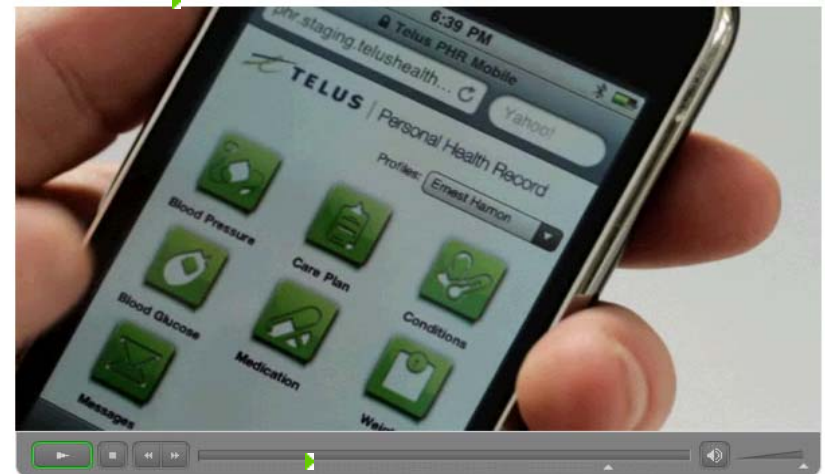 6:39 PM
Telus PHR Mobile
phr.staging.telushealth...
Yahoo!
TELUS | Personal Health Record
Profiles: Ernest Hamon
Blood Pressure
Care Plan
Conditions
Blood Glucose
Medication
Messages